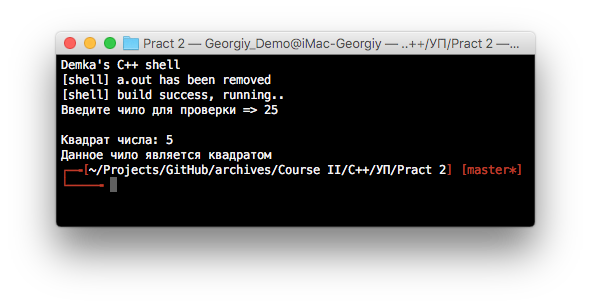 Pract 2 — Georgiy_Demo@iMac-Georgiy — ..++/УП/Pract 2 —...
Demka's C++ shell
[shell] a.out has been removed
[shell] build success, running..
Введите чило для проверки => 25
Квадрат числа: 5
Данное чило является квадратом
[~/Projects/GitHub/archives/Course II/C++/УП/Pract 2] [master*]